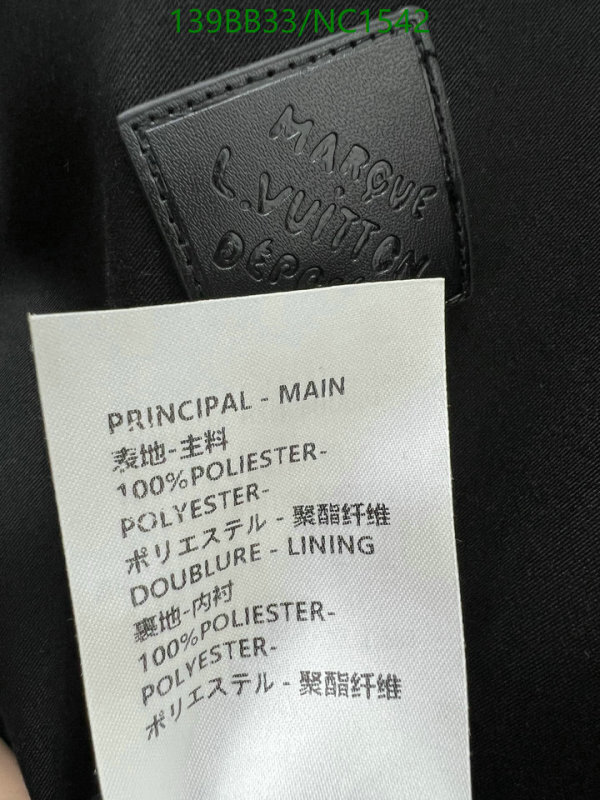 139BB33/NC1542
MARQUE
L.VUITTON
PRINCIPAL - MAIN
表地-主料
100%POLIESTER-
POLYESTER-
ポリエステル - 聚酯纤维
DOUBLURE - LINING
裏地-内衬
100%POLIESTER-
POLYESTER-
ポリエステル - 聚酯纤维